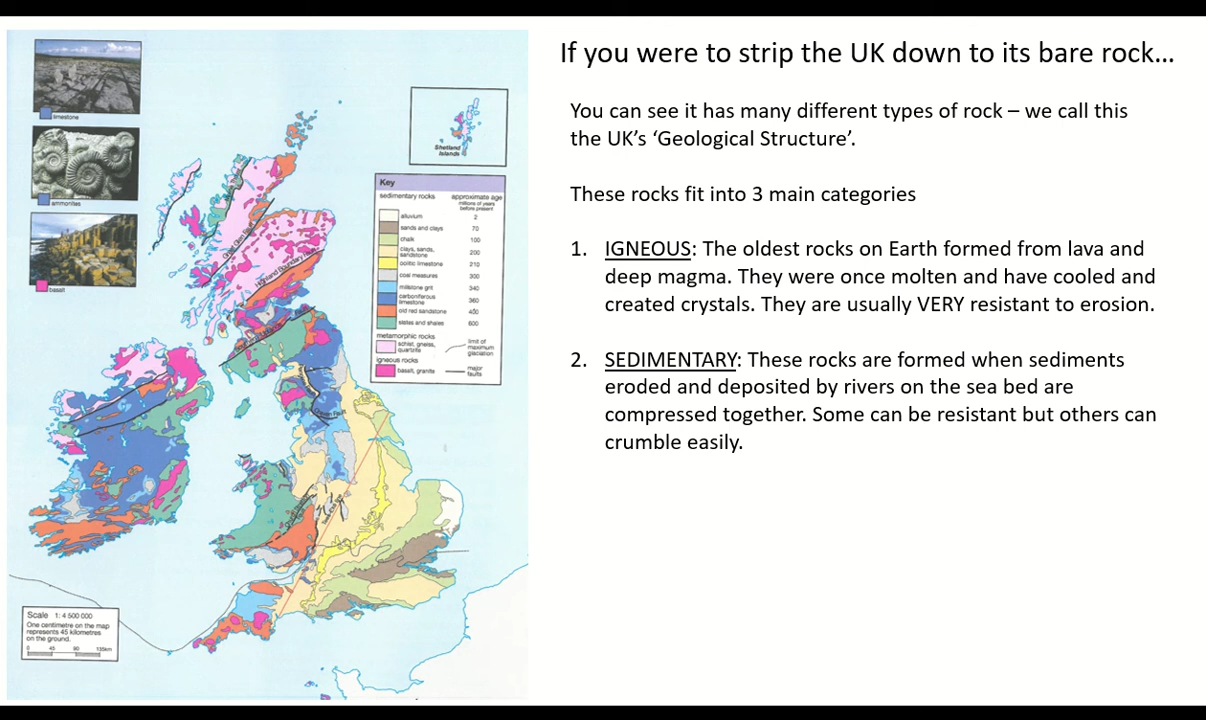 If you were to strip the UK down to its bare rock…
You can see it has many different types of rock – we call this
the UK's 'Geological Structure'.
These rocks fit into 3 main categories
1. IGNEOUS: The oldest rocks on Earth formed from lava and
deep magma. They were once molten and have cooled and
created crystals. They are usually VERY resistant to erosion.
2. SEDIMENTARY: These rocks are formed when sediments
eroded and deposited by rivers on the sea bed are
compressed together. Some can be resistant but others can
crumble easily.
limestone
ammonites
basalt
Shetland
Islands
Key
sedimentary rocks
approximate age
millions of years
before present
alluvium 2
sands and clays 70
chalk 100
clays, sands,
sandstone 200
oolitic limestone 210
coal measures 300
millstone grit 340
carboniferous
limestone 360
old red sandstone 400
slates and shales 600
metamorphic rocks
schist, gneiss,
quartzite
limit of
maximum
glaciation
igneous rocks
basalt, granite
major
faults
Great Glen Fault
Highland Boundary Fault
Fault
Fault
Scale 1: 4 500 000
One centimetre on the map
represents 45 kilometres
on the ground.
0 45 90 135km